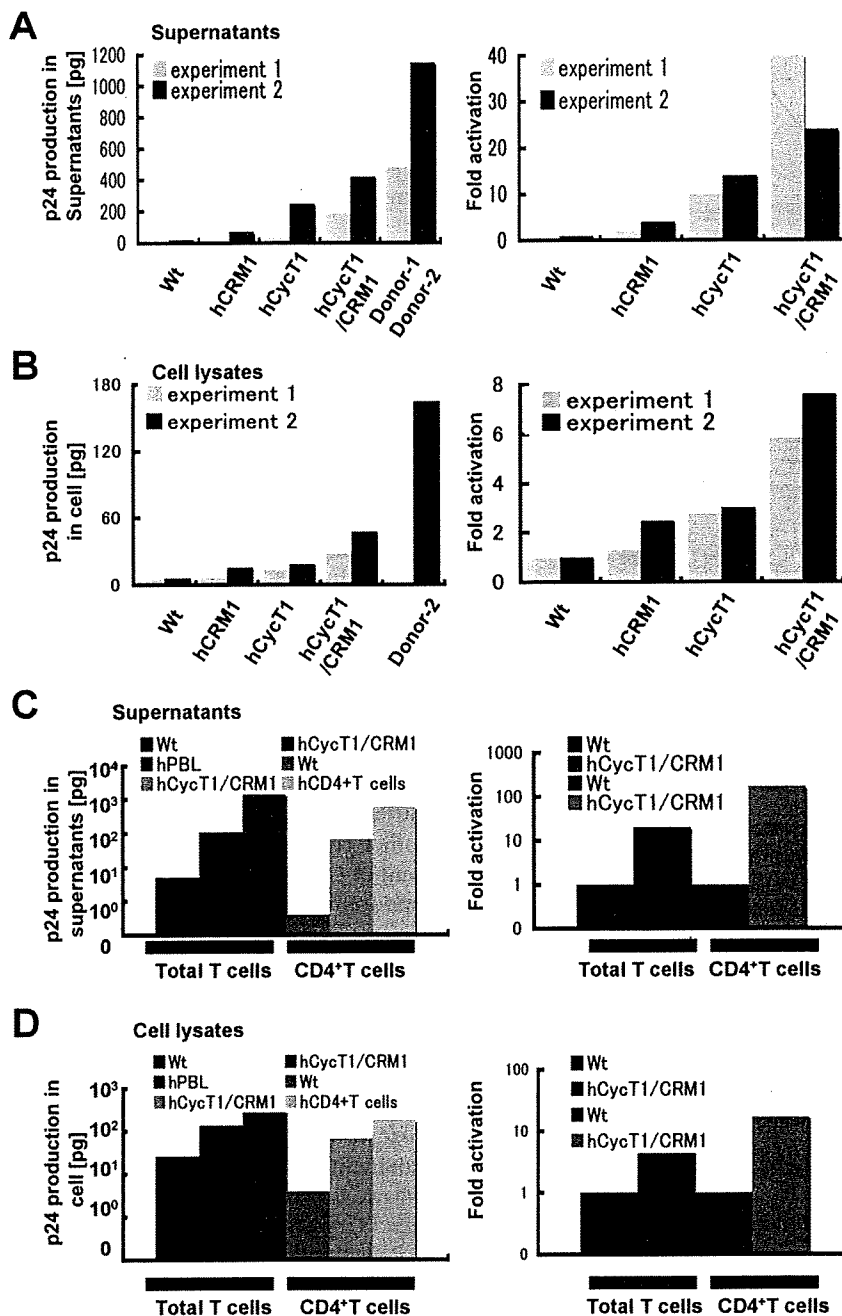 A
Supernatants
p24 production in
Supernatants [pg]
1200
1000
800
600
400
200
0
experiment 1
experiment 2
Wt
hCRM1
hCycT1
hCycT1
/CRM1
Donor-1
Donor-2
Fold activation
40
30
20
10
0
experiment 1
experiment 2
Wt
hCRM1
hCycT1
hCycT1
/CRM1
B
Cell lysates
p24 production
in cell [pg]
180
120
60
0
experiment 1
experiment 2
Wt
hCRM1
hCycT1
hCycT1
/CRM1
Donor-2
Fold activation
8
6
4
2
0
experiment 1
experiment 2
Wt
hCRM1
hCycT1
hCycT1
/CRM1
C
Supernatants
Wt
hPBL
hCycT1/CRM1
hCycT1/CRM1
Wt
hCD4+T cells
p24 production in
supernatants [pg]
10⁴
10³
10²
10¹
10⁰
0
Total T cells
CD4⁺T cells
Wt
hCycT1/CRM1
Wt
hCycT1/CRM1
Fold activation
1000
100
10
1
0
Total T cells
CD4⁺T cells
D
Cell lysates
Wt
hPBL
hCycT1/CRM1
hCycT1/CRM1
Wt
hCD4+T cells
p24 production in
cell [pg]
10³
10²
10¹
10⁰
0
Total T cells
CD4⁺T cells
Wt
hCycT1/CRM1
Wt
hCycT1/CRM1
Fold activation
100
10
1
0
Total T cells
CD4⁺T cells